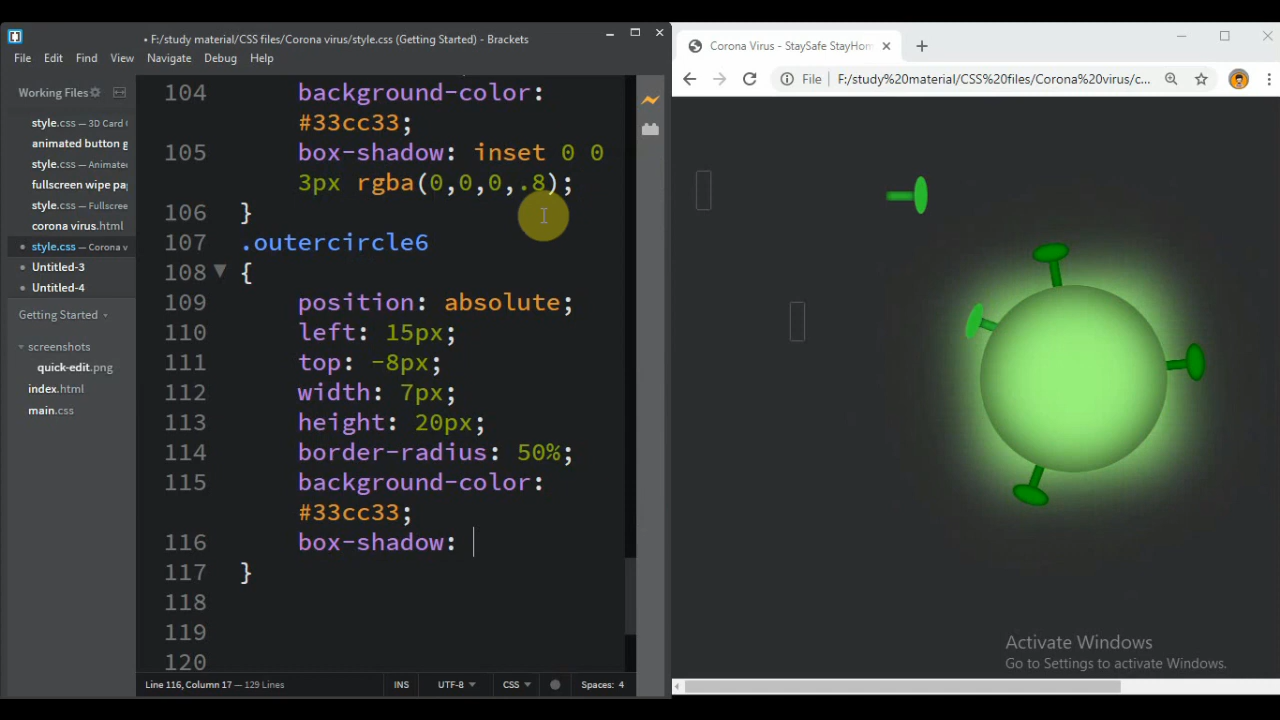 • F:/study material/CSS files/Corona virus/style.css (Getting Started) - Brackets
File Edit Find View Navigate Debug Help
Working Files
style.css — 3D Card
animated button g
style.css — Animate
fullscreen wipe pa
style.css — Fullscree
corona virus.html
style.css — Corona v
Untitled-3
Untitled-4
Getting Started
screenshots
quick-edit.png
index.html
main.css
104 background-color:
#33cc33;
105 box-shadow: inset 0 0
3px rgba(0,0,0,.8);
106 }
107 .outercircle6
108 {
109 position: absolute;
110 left: 15px;
111 top: -8px;
112 width: 7px;
113 height: 20px;
114 border-radius: 50%;
115 background-color:
#33cc33;
116 box-shadow:
117 }
118
119
120
Line 116, Column 17 — 129 Lines
INS UTF-8 CSS Spaces: 4
Corona Virus - StaySafe StayHom
File F:/study%20material/CSS%20files/Corona%20virus/c...
Activate Windows
Go to Settings to activate Windows.